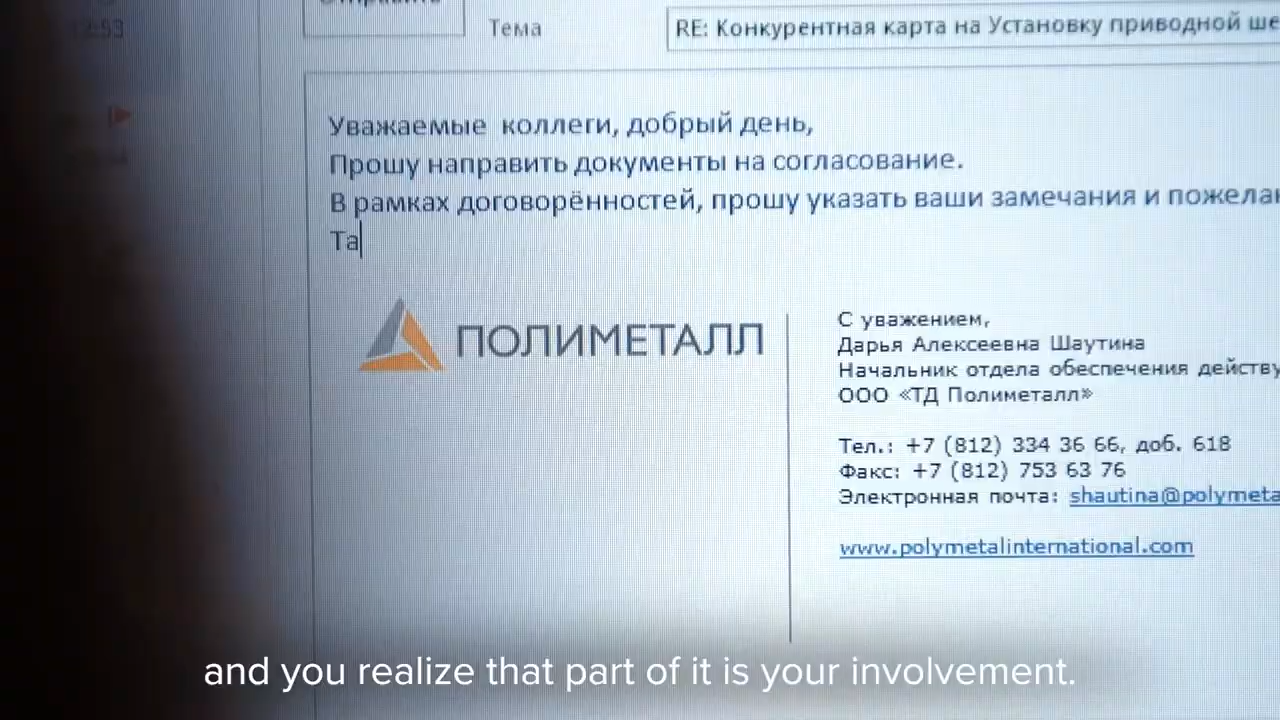 Тема
RE: Конкурентная карта на Установку приводной ше
Уважаемые коллеги, добрый день,
Прошу направить документы на согласование.
В рамках договорённостей, прошу указать ваши замечания и пожелан
Та
ПОЛИМЕТАЛЛ
С уважением,
Дарья Алексеевна Шаутина
Начальник отдела обеспечения действу
ООО «ТД Полиметалл»
Тел.: +7 (812) 334 36 66, доб. 618
Факс: +7 (812) 753 63 76
Электронная почта: shautina@polymeta
www.polymetalinternational.com
and you realize that part of it is your involvement.